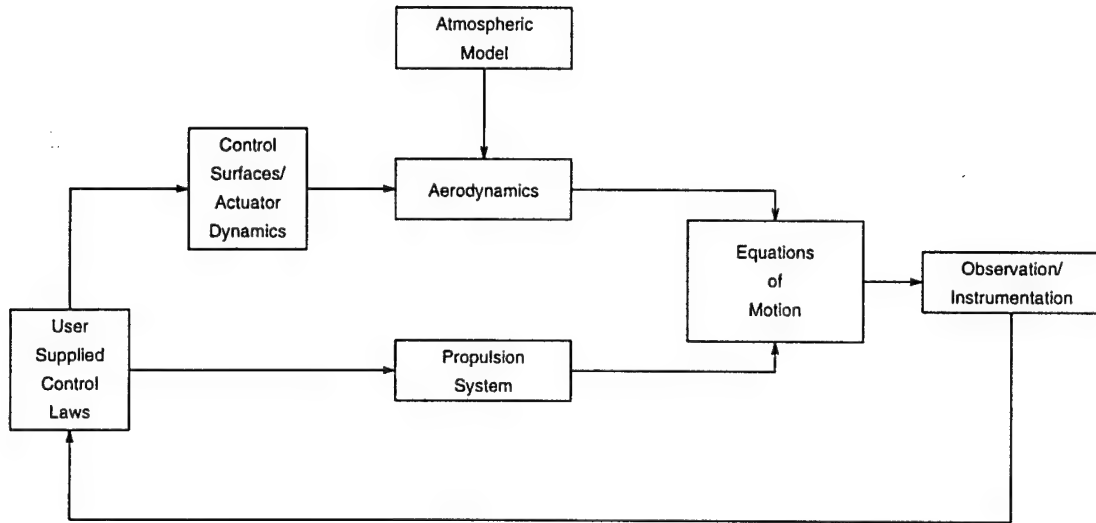 Atmospheric
Model
Control
Surfaces/
Actuator
Dynamics
Aerodynamics
Equations
of
Motion
Observation/
Instrumentation
User
Supplied
Control
Laws
Propulsion
System